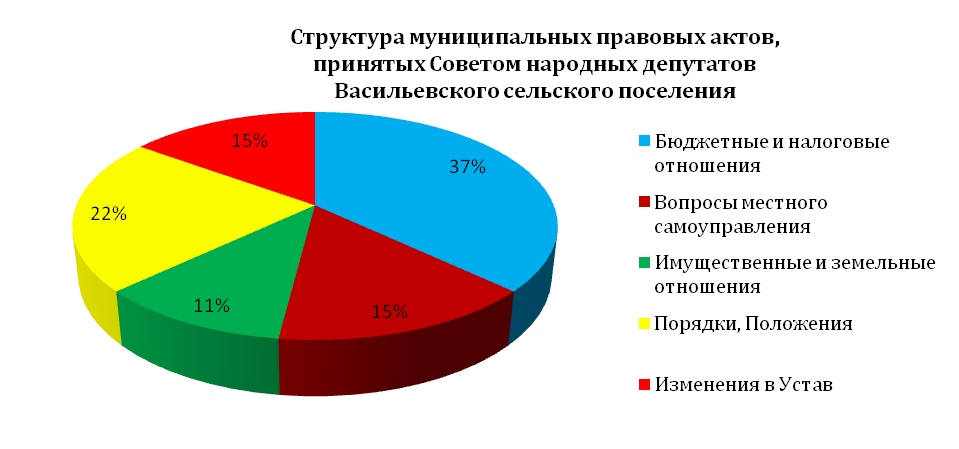 Структура муниципальных правовых актов,
принятых Советом народных депутатов
Васильевского сельского поселения
15%
37%
22%
11%
15%
Бюджетные и налоговые
отношения
Вопросы местного
самоуправления
Имущественные и земельные
отношения
Порядки, Положения
Изменения в Устав